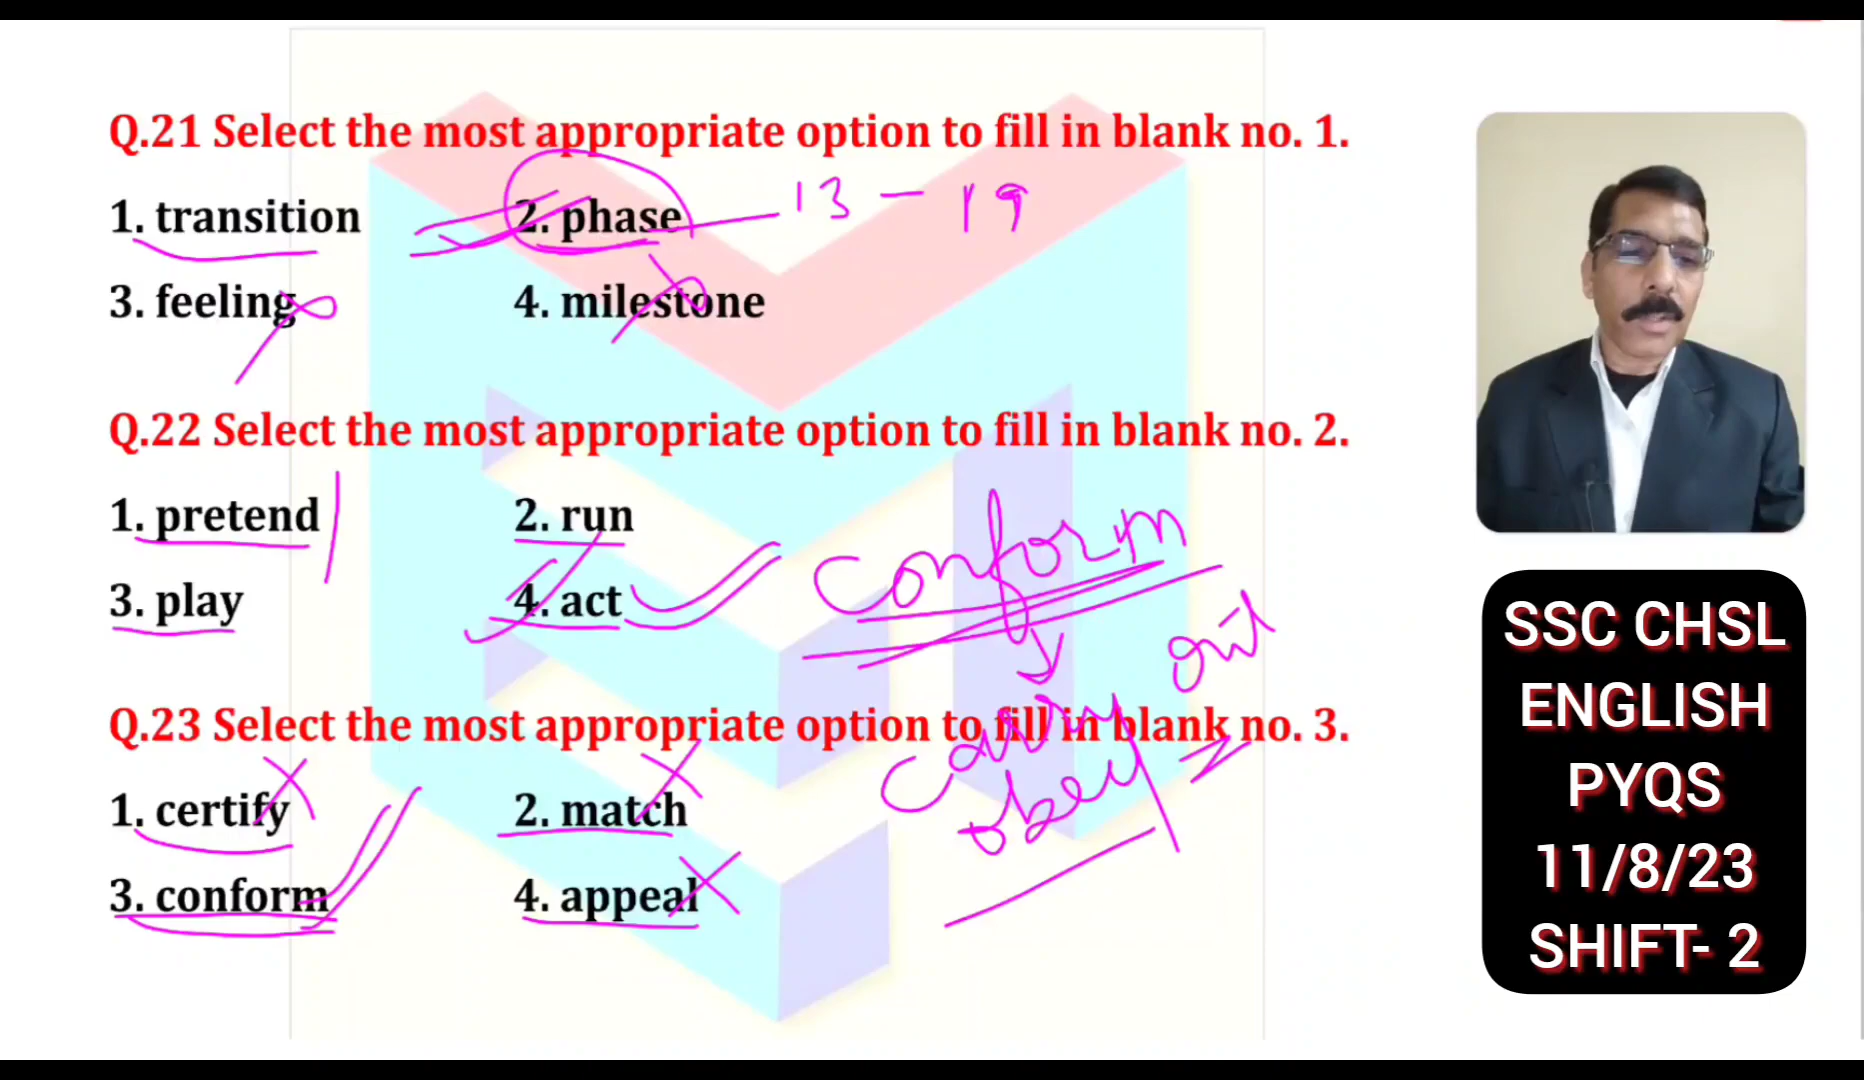 Q.21 Select the most appropriate option to fill in blank no. 1.
1. transition 2. phase 13 - 19
3. feeling 4. milestone
Q.22 Select the most appropriate option to fill in blank no. 2.
1. pretend 2. run
conform
3. play 4. act
out
Q.23 Select the most appropriate option to fill in blank no. 3.
carry
1. certify 2. match
obey
3. conform 4. appeal
SSC CHSL
ENGLISH
PYQS
11/8/23
SHIFT- 2